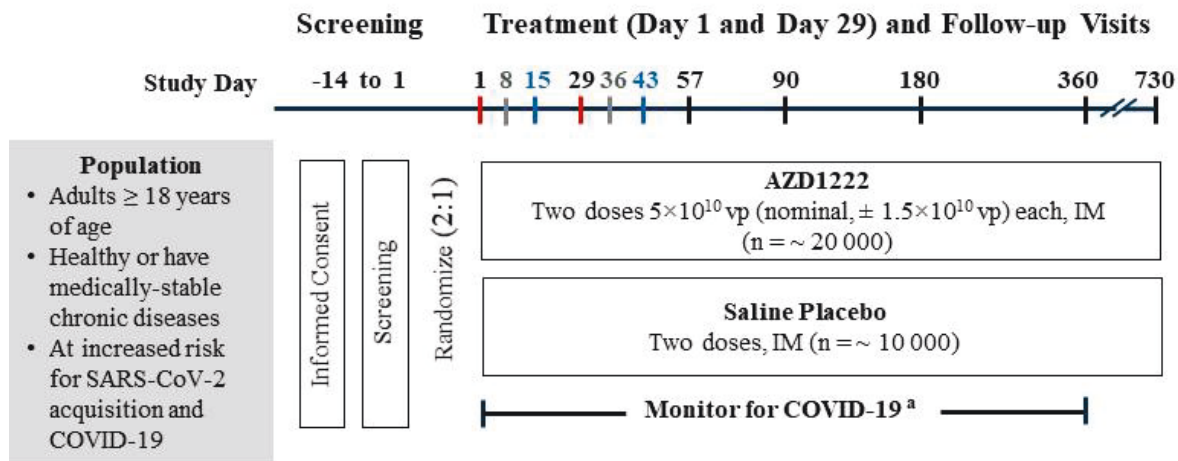 Screening
Treatment (Day 1 and Day 29) and Follow-up Visits
Study Day
-14 to 1
1 8 15 29 36 43 57 90 180 360 730
Population
• Adults ≥ 18 years
of age
• Healthy or have
medically-stable
chronic diseases
• At increased risk
for SARS-CoV-2
acquisition and
COVID-19
Informed Consent
Screening
Randomize (2:1)
AZD1222
Two doses 5×10¹⁰ vp (nominal, ± 1.5×10¹⁰ vp) each, IM
(n = ~ 20 000)
Saline Placebo
Two doses, IM (n = ~ 10 000)
Monitor for COVID-19 ᵃ